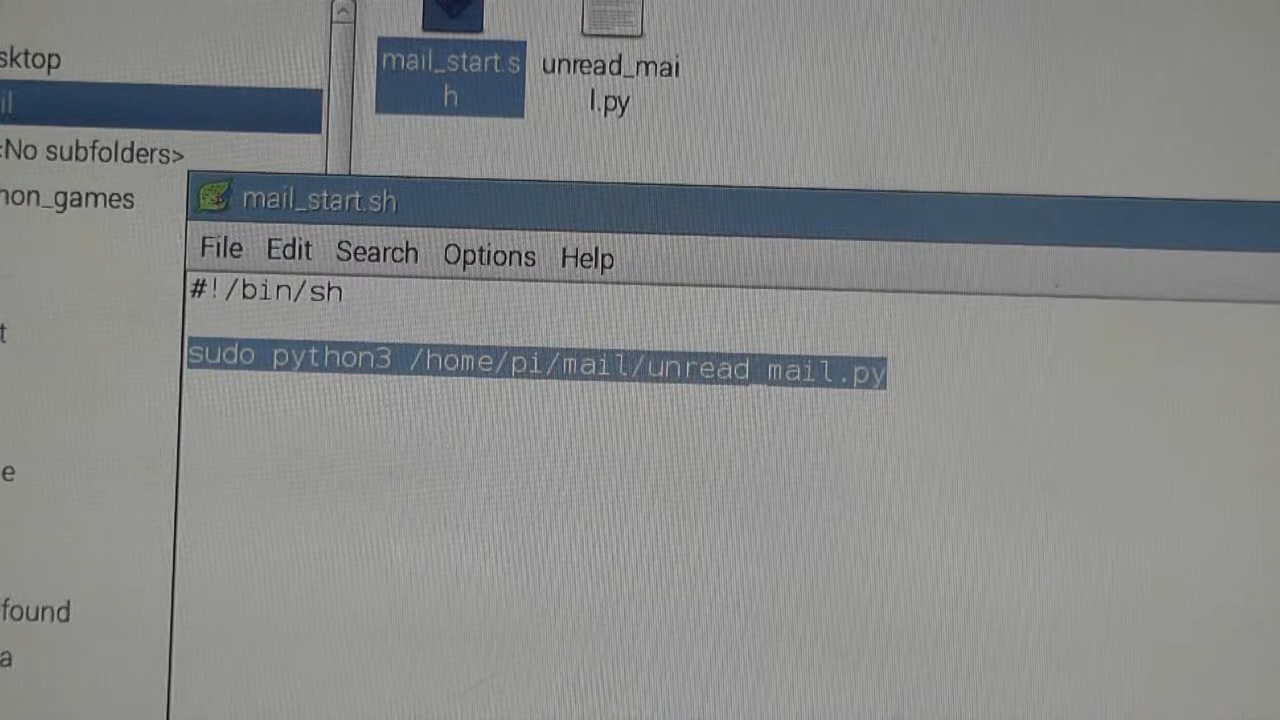 mail_start.s
h
unread_mai
l.py
sktop
il
<No subfolders>
hon_games
mail_start.sh
File Edit Search Options Help
#!/bin/sh
sudo python3 /home/pi/mail/unread_mail.py
t
e
found
a